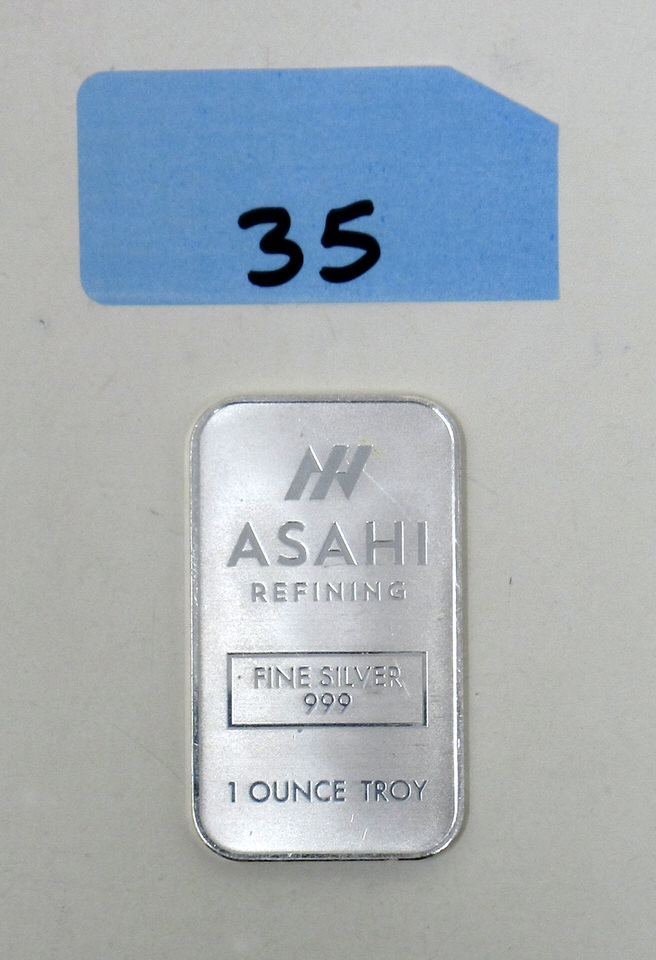 35
ASAHI
REFINING
FINE SILVER
999
1 OUNCE TROY